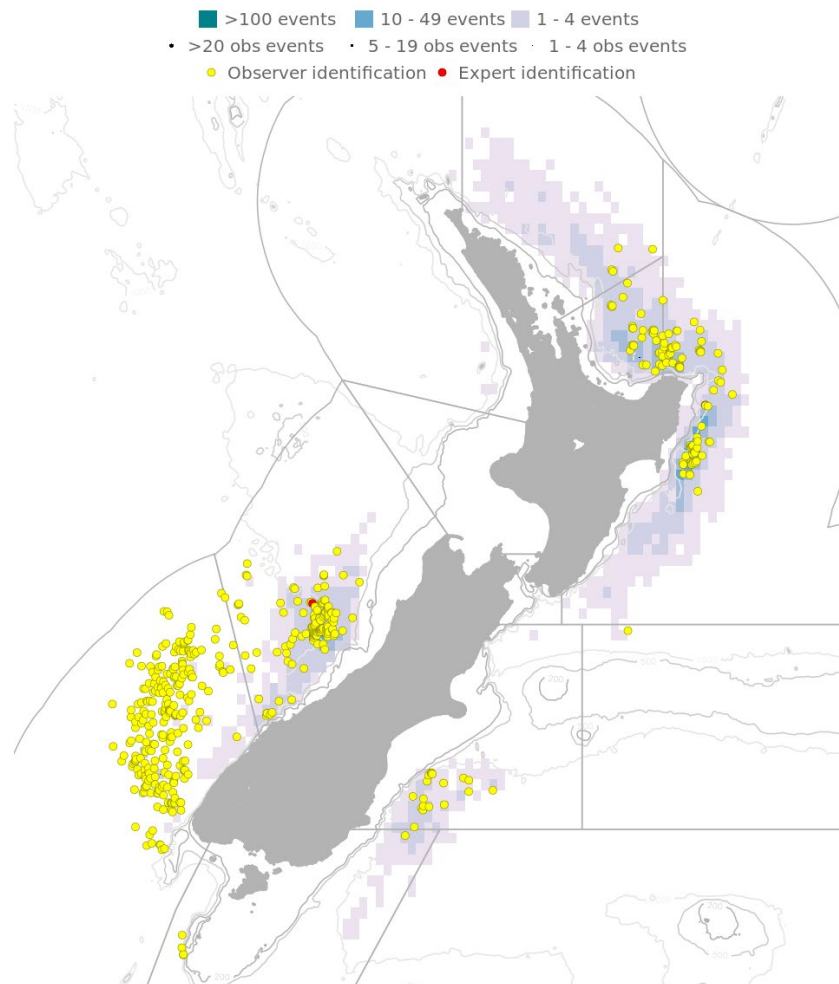 >100 events 10 - 49 events 1 - 4 events
>20 obs events 5 - 19 obs events 1 - 4 obs events
Observer identification Expert identification
500
200
200
500
200